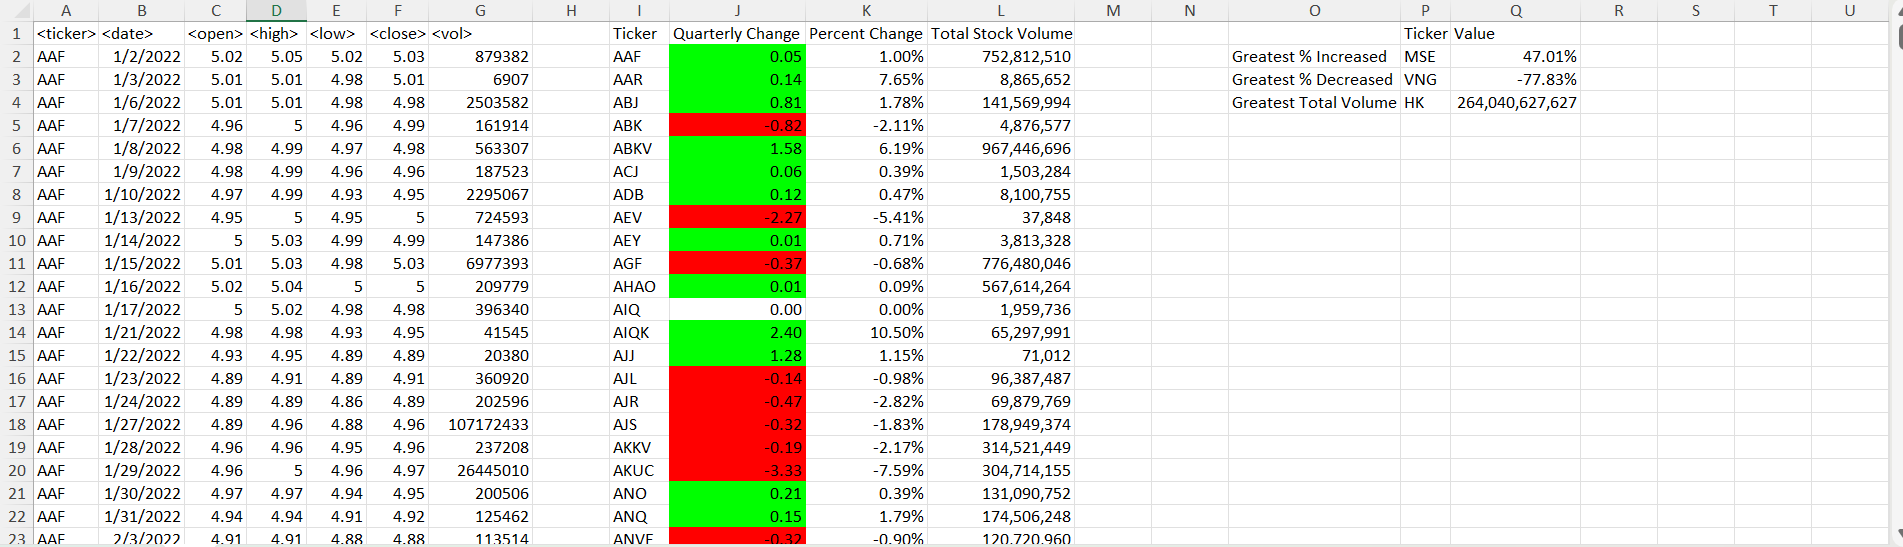 A B C D E F G H I J K L M N O P Q R S T U
1 <ticker> <date> <open> <high> <low> <close> <vol> Ticker Quarterly Change Percent Change Total Stock Volume Ticker Value
2 AAF 1/2/2022 5.02 5.05 5.02 5.03 879382 AAF 0.05 1.00% 752,812,510 Greatest % Increased MSE 47.01%
3 AAF 1/3/2022 5.01 5.01 4.98 5.01 6907 AAR 0.14 7.65% 8,865,652 Greatest % Decreased VNG -77.83%
4 AAF 1/6/2022 5.01 5.01 4.98 4.98 2503582 ABJ 0.81 1.78% 141,569,994 Greatest Total Volume HK 264,040,627,627
5 AAF 1/7/2022 4.96 5 4.96 4.99 161914 ABK -0.82 -2.11% 4,876,577
6 AAF 1/8/2022 4.98 4.99 4.97 4.98 563307 ABKV 1.58 6.19% 967,446,696
7 AAF 1/9/2022 4.98 4.99 4.96 4.96 187523 ACJ 0.06 0.39% 1,503,284
8 AAF 1/10/2022 4.97 4.99 4.93 4.95 2295067 ADB 0.12 0.47% 8,100,755
9 AAF 1/13/2022 4.95 5 4.95 5 724593 AEV -2.27 -5.41% 37,848
10 AAF 1/14/2022 5 5.03 4.99 4.99 147386 AEY 0.01 0.71% 3,813,328
11 AAF 1/15/2022 5.01 5.03 4.98 5.03 6977393 AGF -0.37 -0.68% 776,480,046
12 AAF 1/16/2022 5.02 5.04 5 5 209779 AHAO 0.01 0.09% 567,614,264
13 AAF 1/17/2022 5 5.02 4.98 4.98 396340 AIQ 0.00 0.00% 1,959,736
14 AAF 1/21/2022 4.98 4.98 4.93 4.95 41545 AIQK 2.40 10.50% 65,297,991
15 AAF 1/22/2022 4.93 4.95 4.89 4.89 20380 AJJ 1.28 1.15% 71,012
16 AAF 1/23/2022 4.89 4.91 4.89 4.91 360920 AJL -0.14 -0.98% 96,387,487
17 AAF 1/24/2022 4.89 4.89 4.86 4.89 202596 AJR -0.47 -2.82% 69,879,769
18 AAF 1/27/2022 4.89 4.96 4.88 4.96 107172433 AJS -0.32 -1.83% 178,949,374
19 AAF 1/28/2022 4.96 4.96 4.95 4.96 237208 AKKV -0.19 -2.17% 314,521,449
20 AAF 1/29/2022 4.96 5 4.96 4.97 26445010 AKUC -3.33 -7.59% 304,714,155
21 AAF 1/30/2022 4.97 4.97 4.94 4.95 200506 ANO 0.21 0.39% 131,090,752
22 AAF 1/31/2022 4.94 4.94 4.91 4.92 125462 ANQ 0.15 1.79% 174,506,248
23 AAF 2/3/2022 4.91 4.91 4.88 4.88 113514 ANVF -0.32 -0.90% 120,720,960